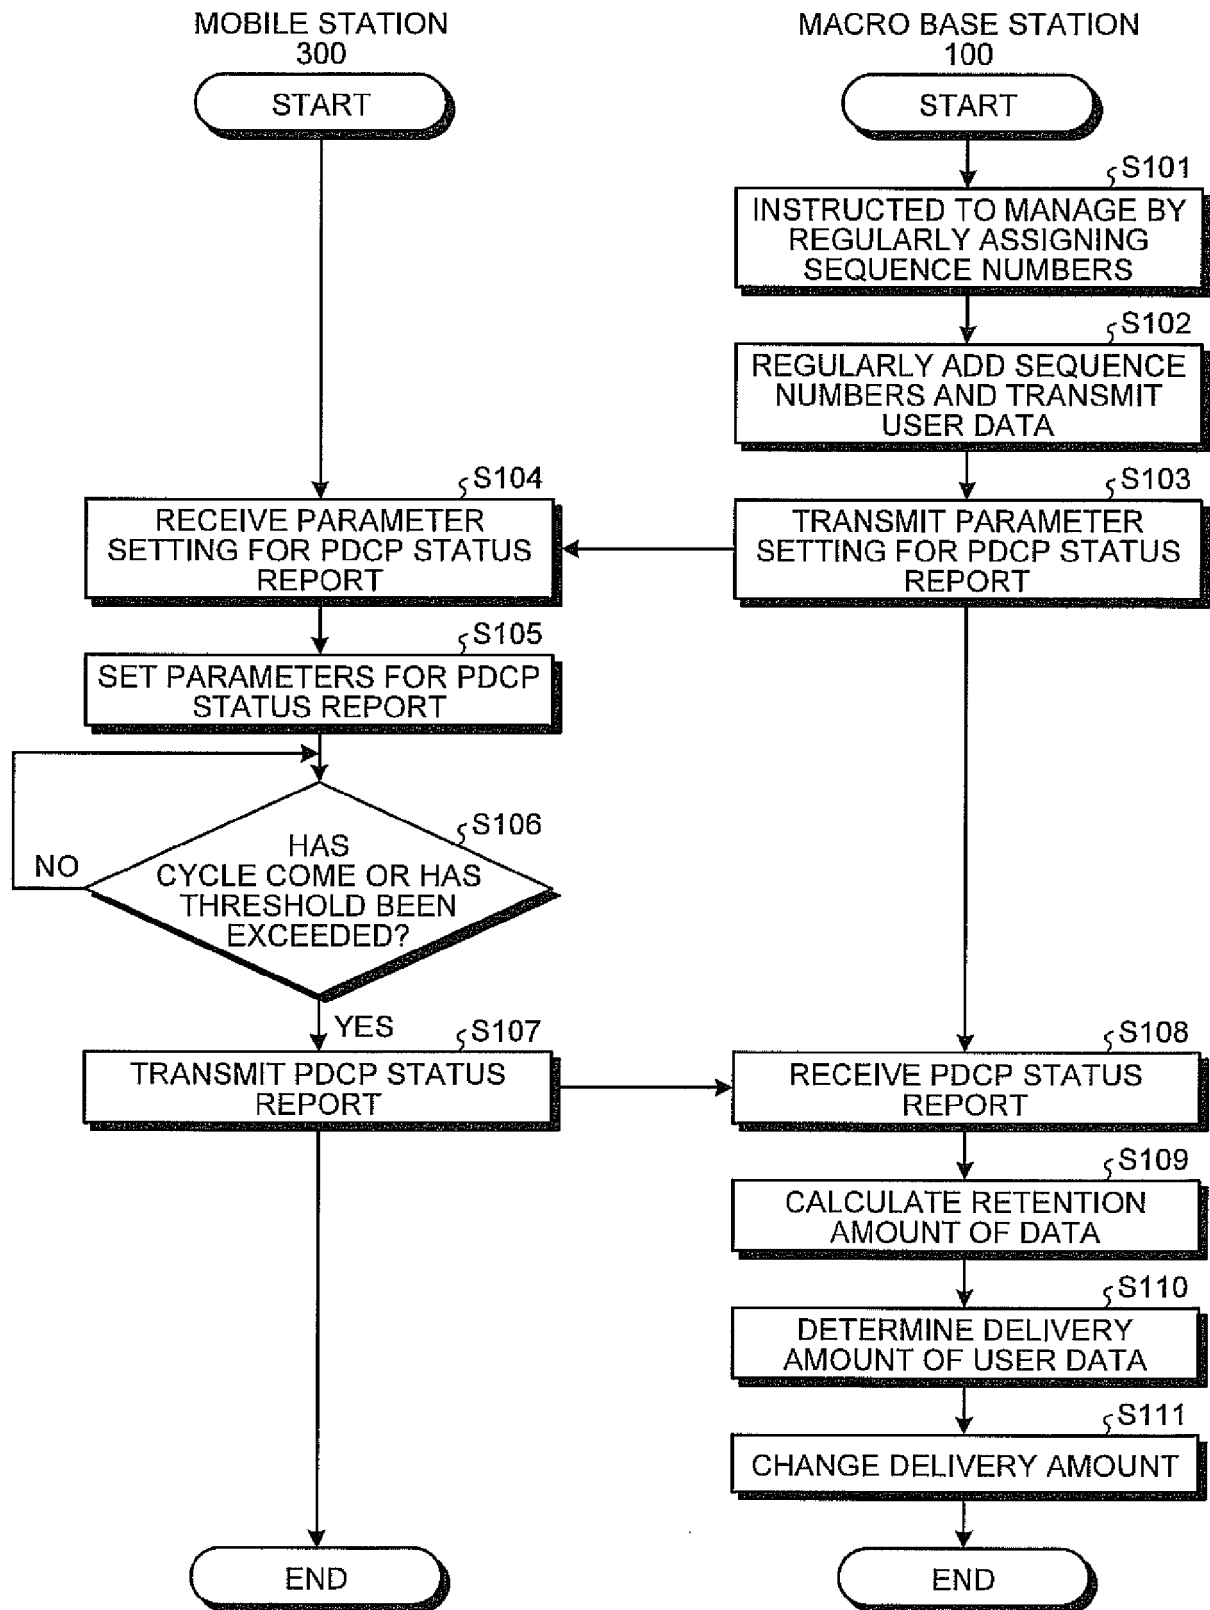 MOBILE STATION
300
START
MACRO BASE STATION
100
START
S101
INSTRUCTED TO MANAGE BY
REGULARLY ASSIGNING
SEQUENCE NUMBERS
S102
REGULARLY ADD SEQUENCE
NUMBERS AND TRANSMIT
USER DATA
S103
TRANSMIT PARAMETER
SETTING FOR PDCP STATUS
REPORT
S104
RECEIVE PARAMETER
SETTING FOR PDCP STATUS
REPORT
S105
SET PARAMETERS FOR PDCP
STATUS REPORT
S106
HAS
CYCLE COME OR HAS
THRESHOLD BEEN
EXCEEDED?
NO
YES
S107
TRANSMIT PDCP STATUS
REPORT
S108
RECEIVE PDCP STATUS
REPORT
S109
CALCULATE RETENTION
AMOUNT OF DATA
S110
DETERMINE DELIVERY
AMOUNT OF USER DATA
S111
CHANGE DELIVERY AMOUNT
END
END